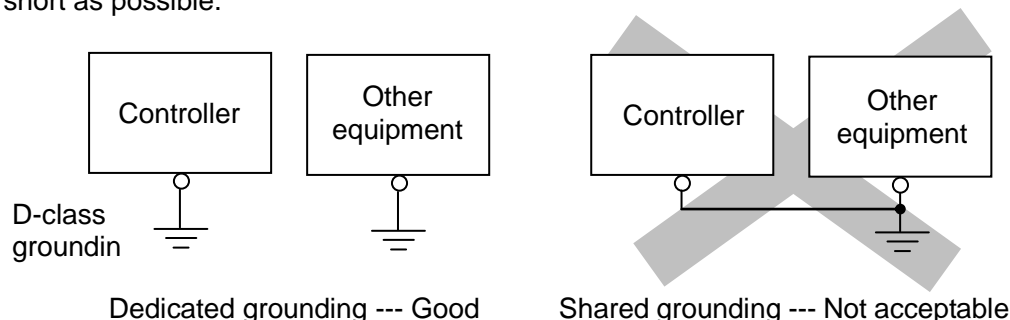 short as possible.
Controller
Other
equipment
Controller
Other
equipment
D-class
groundin
Dedicated grounding --- Good
Shared grounding --- Not acceptable